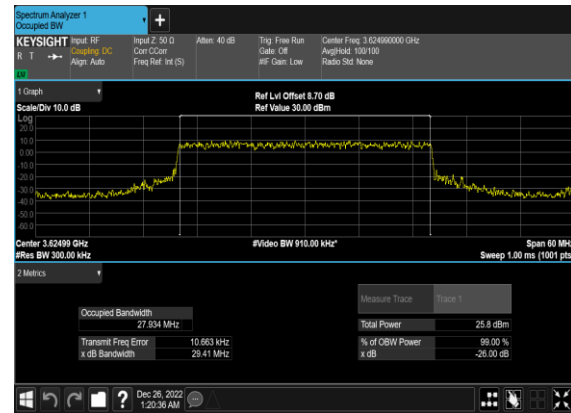 Spectrum Analyzer 1
Occupied BW
+
KEYSIGHT
R T
LW
Input: RF
Coupling: DC
Align: Auto
Input Z: 50 Ω
Corr CCorr
Freq Ref: Int (S)
Atten: 40 dB
Trig: Free Run
Gate: Off
#IF Gain: Low
Center Freq: 3.624990000 GHz
Avg|Hold: 100/100
Radio Std: None
1 Graph
Scale/Div 10.0 dB
Ref Lvl Offset 8.70 dB
Ref Value 30.00 dBm
Log
20.0
10.0
0.00
-10.0
-20.0
-30.0
-40.0
-50.0
-60.0
Center 3.62499 GHz
#Res BW 300.00 kHz
#Video BW 910.00 kHz*
Span 60 MHz
Sweep 1.00 ms (1001 pts
2 Metrics
Measure Trace Trace 1
Occupied Bandwidth
27.934 MHz
Total Power 25.8 dBm
Transmit Freq Error 10.663 kHz
% of OBW Power 99.00 %
x dB Bandwidth 29.41 MHz
x dB -26.00 dB
?
Dec 26, 2022
1:20:36 AM